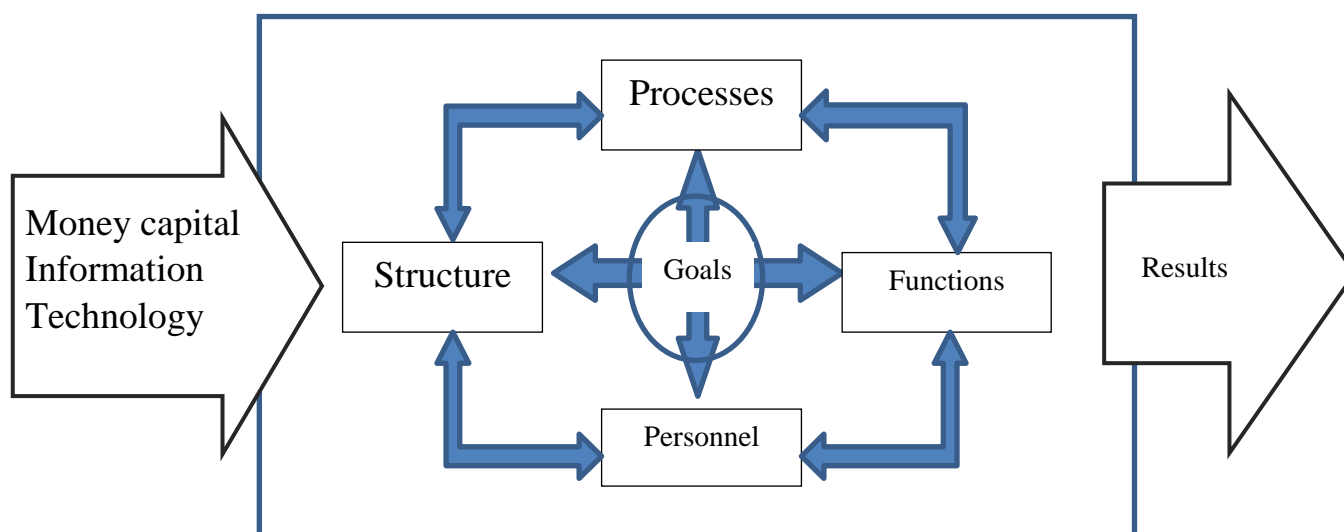 Processes
Money capital
Information
Technology
Structure
Goals
Functions
Results
Personnel